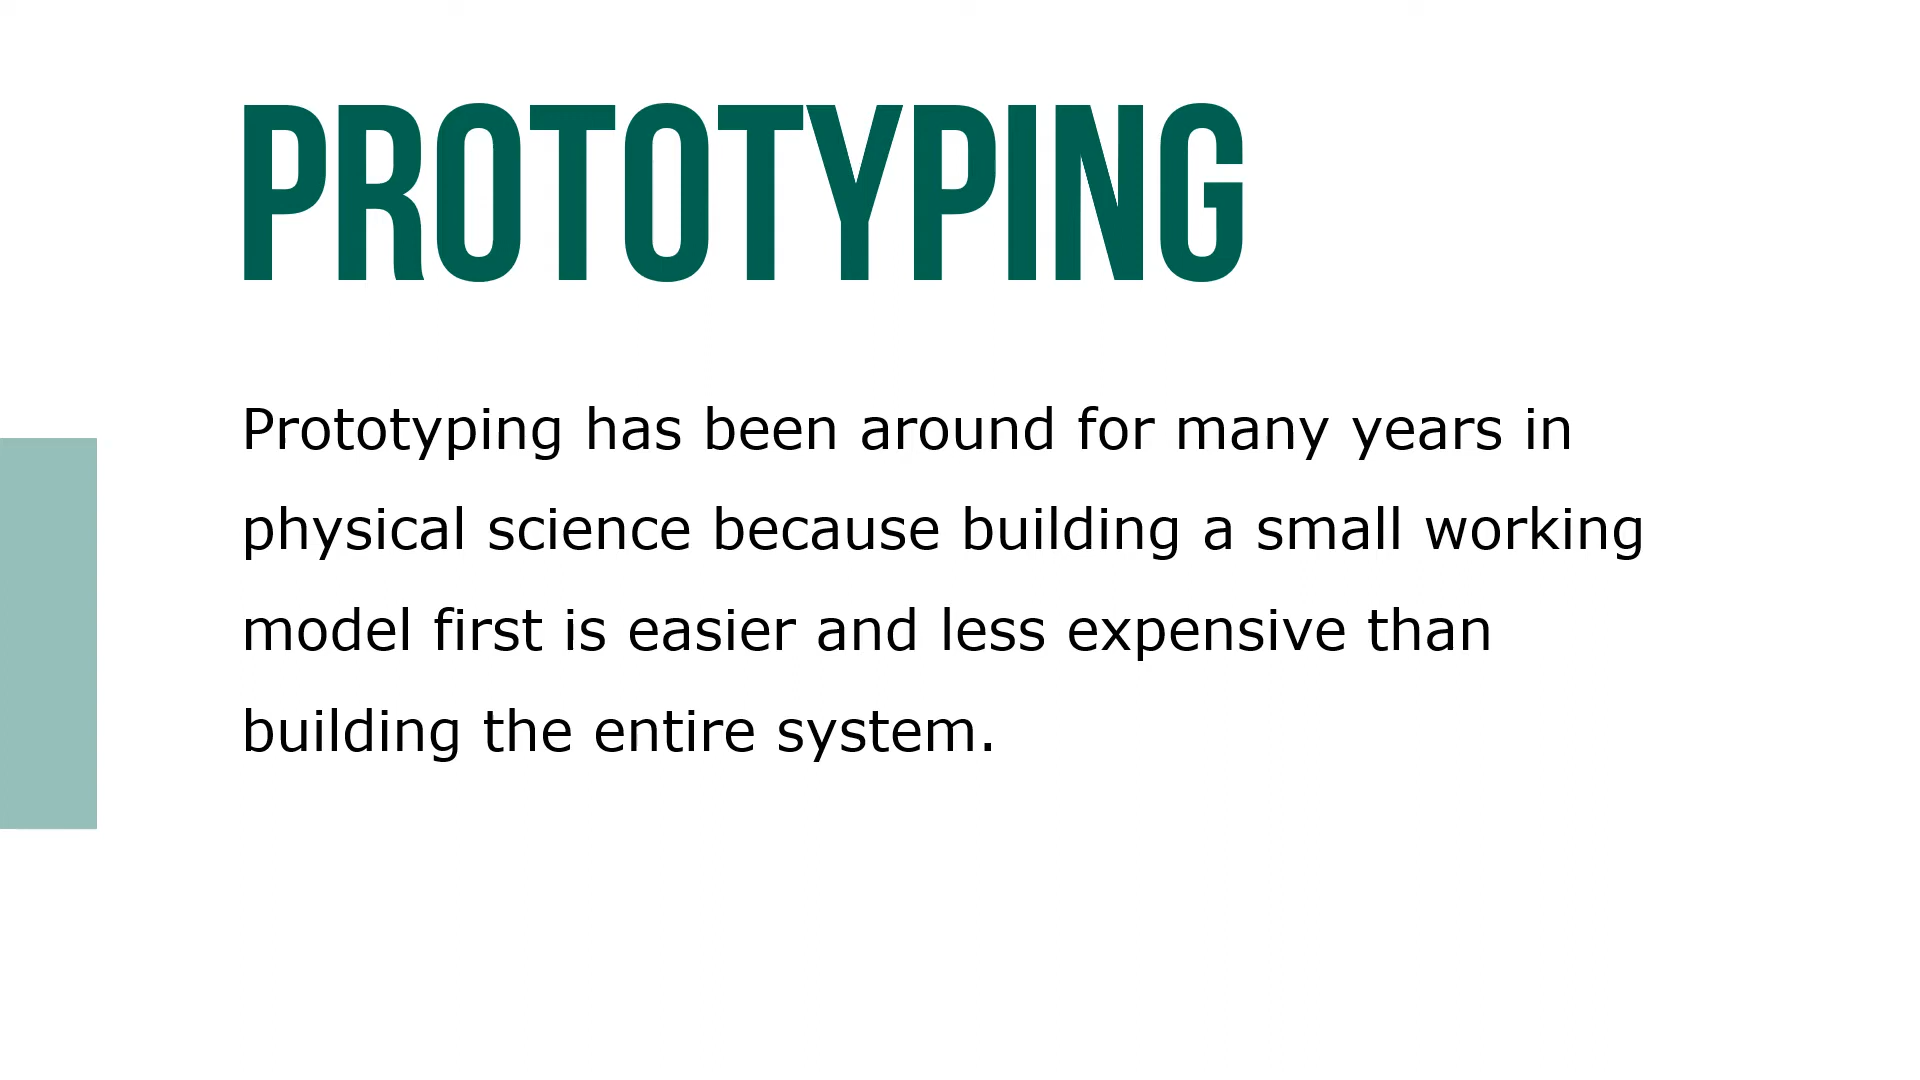 PROTOTYPING
Prototyping has been around for many years in
physical science because building a small working
model first is easier and less expensive than
building the entire system.